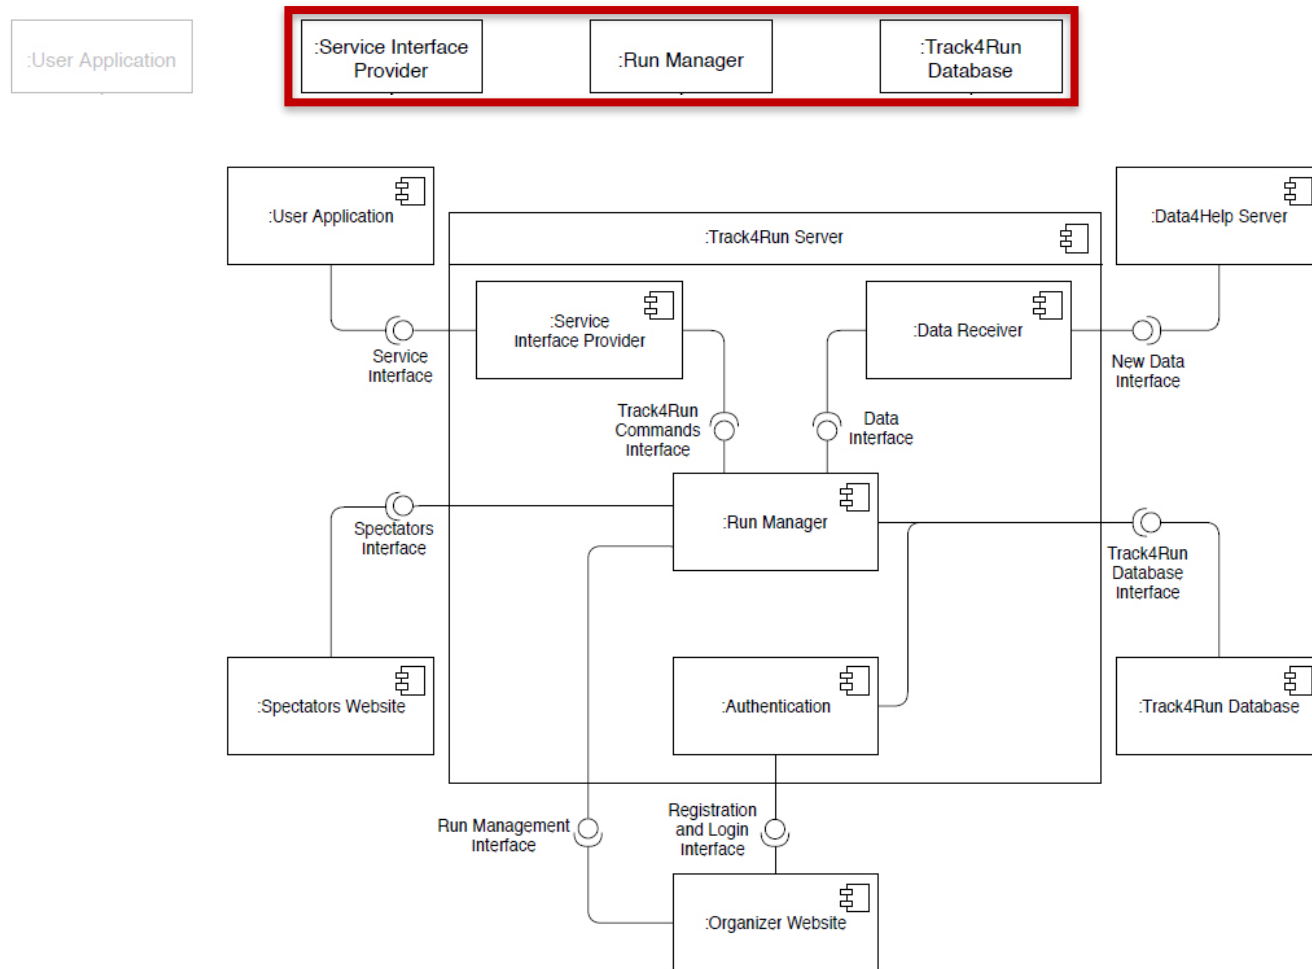 :User Application
:Service Interface
Provider
:Run Manager
:Track4Run
Database
:User Application
:Track4Run Server
:Data4Help Server
:Service
Interface Provider
:Data Receiver
Service
Interface
New Data
Interface
Track4Run
Commands
Interface
Data
Interface
:Run Manager
Spectators
Interface
Track4Run
Database
Interface
:Spectators Website
:Authentication
:Track4Run Database
Run Management
Interface
Registration
and Login
Interface
:Organizer Website